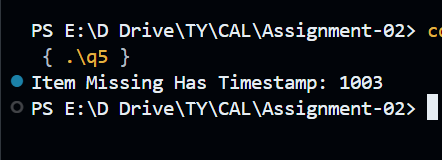 PS E:\D Drive\TY\CAL\Assignment-02>
{ .\q5 }
Item Missing Has Timestamp: 1003
PS E:\D Drive\TY\CAL\Assignment-02>